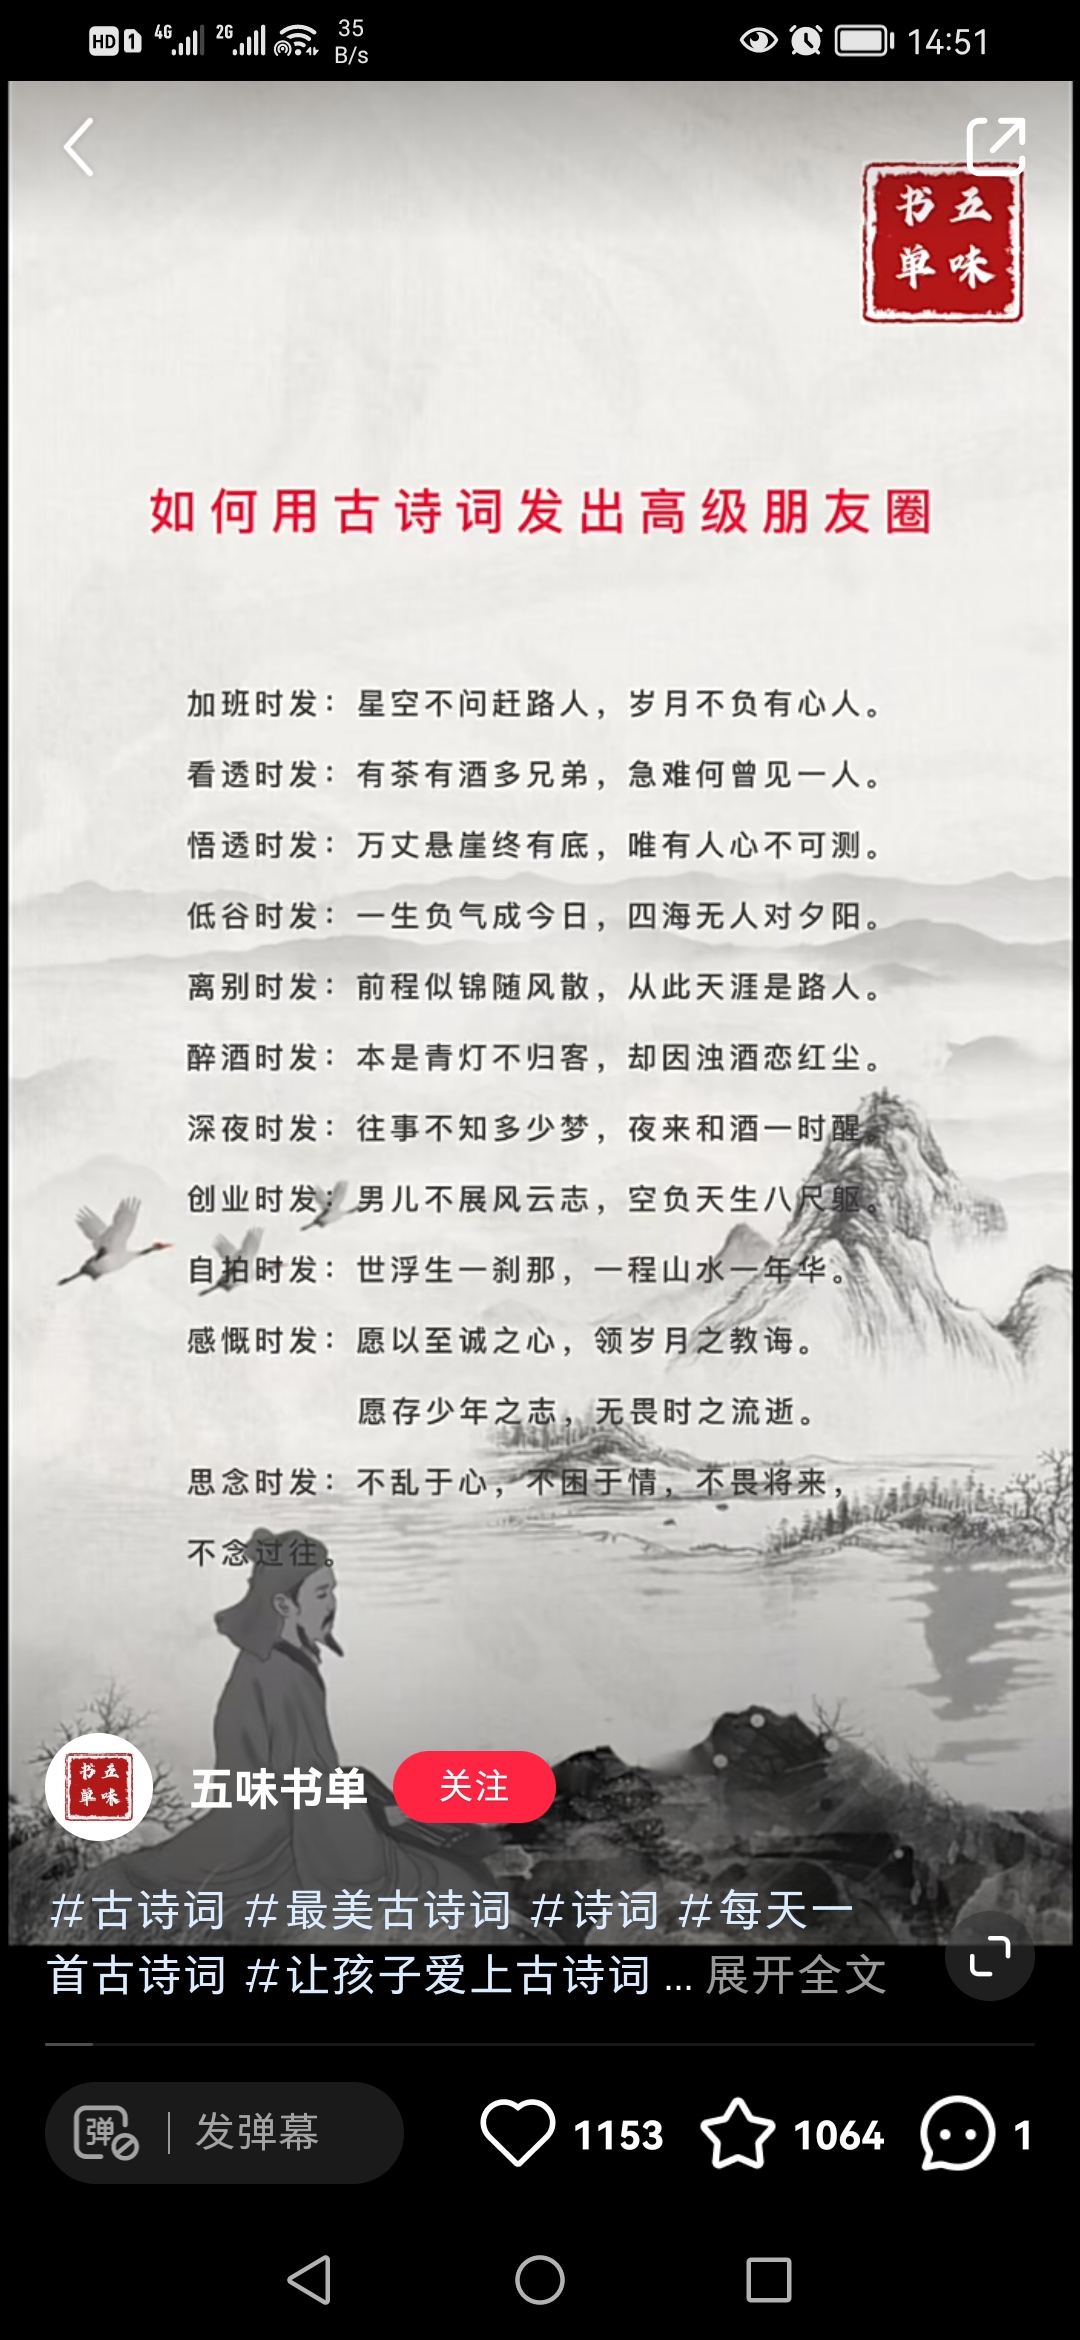 HD 1 4G 2G 35 B/s 14:51
书五
单味
如何用古诗词发出高级朋友圈
加班时发：星空不问赶路人，岁月不负有心人。
看透时发：有茶有酒多兄弟，急难何曾见一人。
悟透时发：万丈悬崖终有底，唯有人心不可测。
低谷时发：一生负气成今日，四海无人对夕阳。
离别时发：前程似锦随风散，从此天涯是路人。
醉酒时发：本是青灯不归客，却因浊酒恋红尘。
深夜时发：往事不知多少梦，夜来和酒一时醒。
创业时发：男儿不展风云志，空负天生八尺躯。
自拍时发：世浮生一刹那，一程山水一年华。
感慨时发：愿以至诚之心，领岁月之教诲。
愿存少年之志，无畏时之流逝。
思念时发：不乱于心，不困于情，不畏将来，
不念过往。
书五
单味
五味书单 关注
#古诗词 #最美古诗词 #诗词 #每天一
首古诗词 #让孩子爱上古诗词 ... 展开全文
弹 发弹幕 1153 1064 1